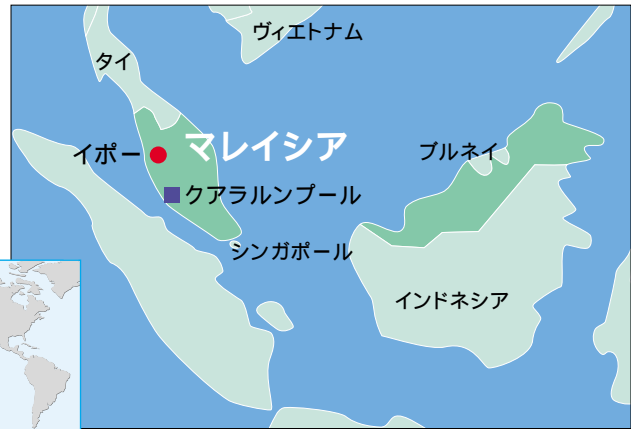 ヴィエトナム
タイ
イポー
マレイシア
ブルネイ
クアラルンプール
シンガポール
インドネシア